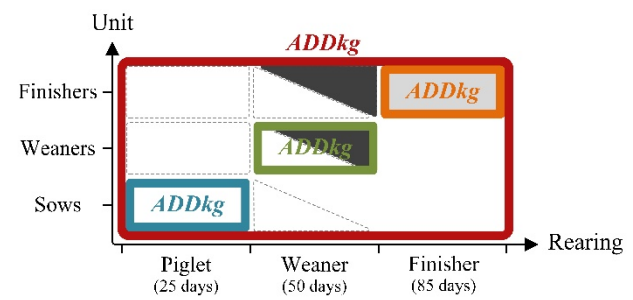 Unit
ADDkg
Finishers
ADDkg
Weaners
ADDkg
Sows
ADDkg
Rearing
Piglet
(25 days)
Weaner
(50 days)
Finisher
(85 days)